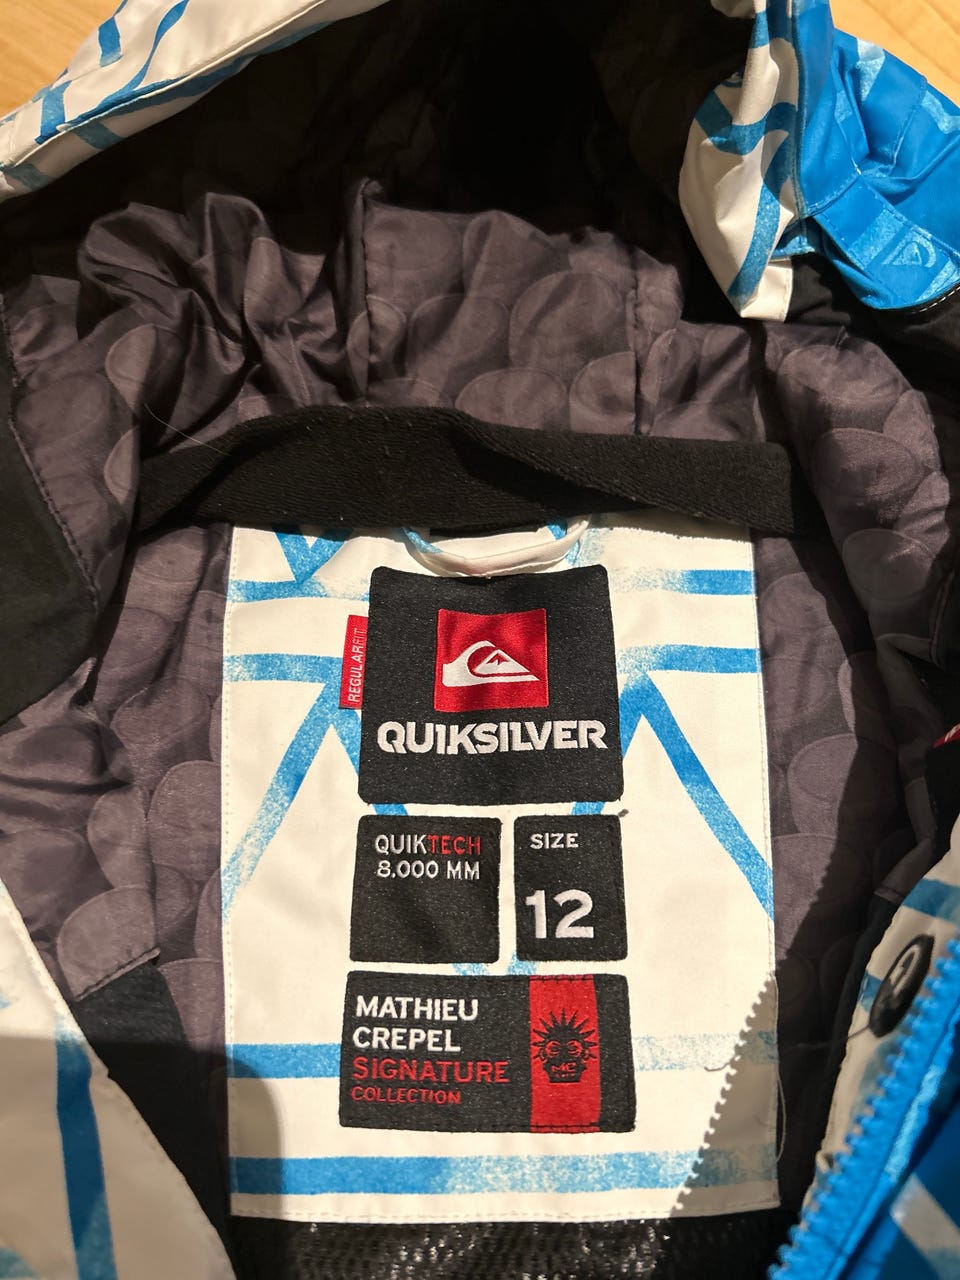 REGULAR FIT
QUIKSILVER
QUIKTECH
8.000 MM
SIZE
12
MATHIEU
CREPEL
SIGNATURE
COLLECTION
MC